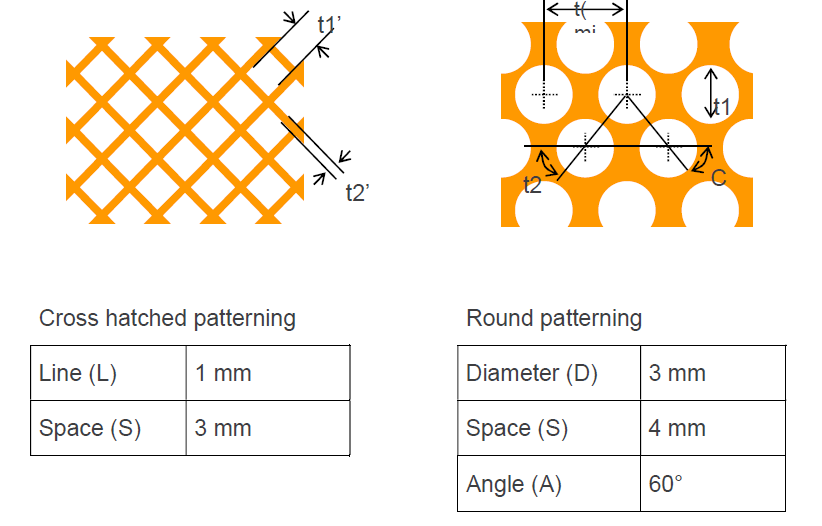 t1’
t(
t1
t2’
t2
C
Cross hatched patterning
Line (L) 1 mm
Space (S) 3 mm
Round patterning
Diameter (D) 3 mm
Space (S) 4 mm
Angle (A) 60°